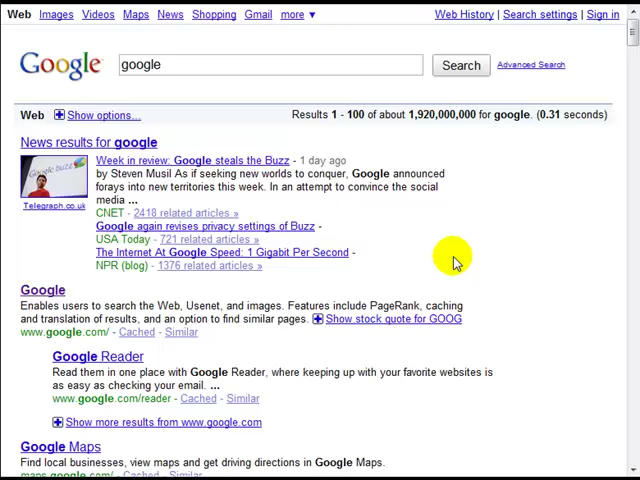 Web Images Videos Maps News Shopping Gmail more ▼ Web History | Search settings | Sign in
Google google Search Advanced Search
Web Show options... Results 1 - 100 of about 1,920,000,000 for google. (0.31 seconds)
News results for google
Week in review: Google steals the Buzz - 1 day ago
by Steven Musil As if seeking new worlds to conquer, Google announced
forays into new territories this week. In an attempt to convince the social
media ...
Google buzz
Telegraph.co.uk
CNET - 2418 related articles »
Google again revises privacy settings of Buzz -
USA Today - 721 related articles »
The Internet At Google Speed: 1 Gigabit Per Second -
NPR (blog) - 1376 related articles »
Google
Enables users to search the Web, Usenet, and images. Features include PageRank, caching
and translation of results, and an option to find similar pages. Show stock quote for GOOG
www.google.com/ - Cached - Similar
Google Reader
Read them in one place with Google Reader, where keeping up with your favorite websites is
as easy as checking your email. ...
www.google.com/reader - Cached - Similar
Show more results from www.google.com
Google Maps
Find local businesses, view maps and get driving directions in Google Maps.
maps.google.com/ - Cached - Similar